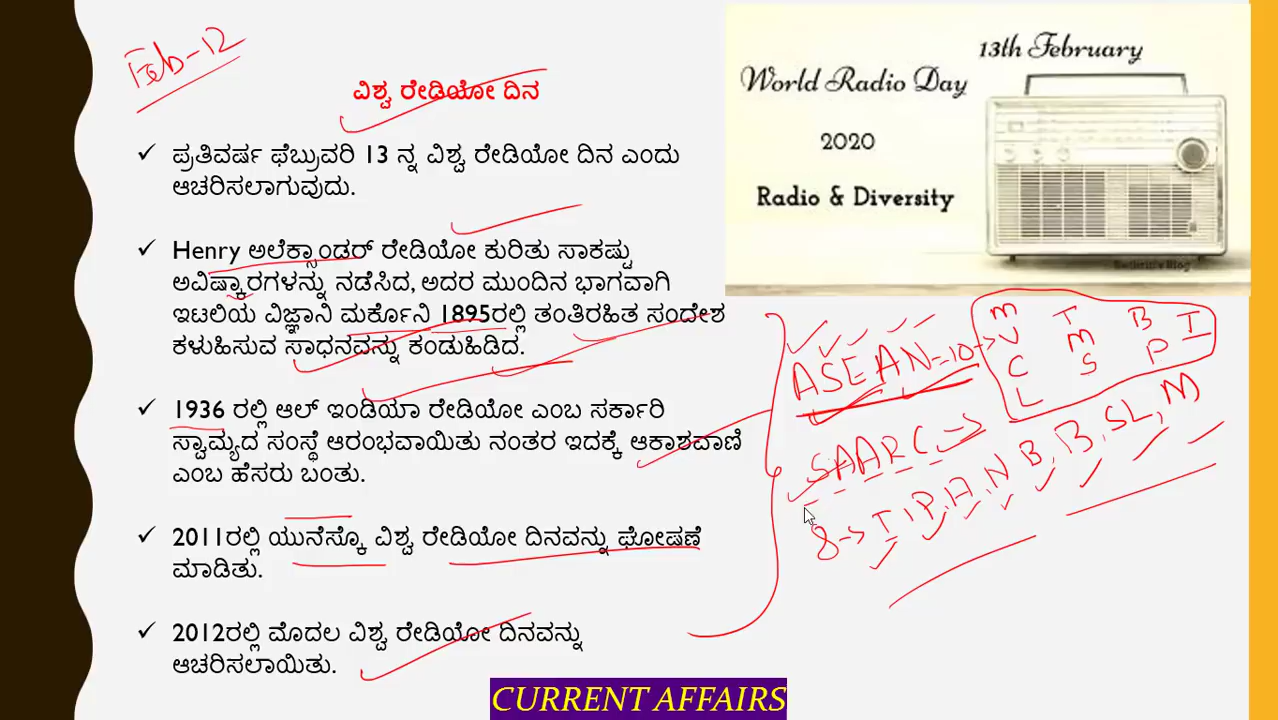 Feb-12
ವಿಶ್ವ ರೇಡಿಯೋ ದಿನ
✓ ಪ್ರತಿವರ್ಷ ಫೆಬ್ರುವರಿ 13 ನ್ನ ವಿಶ್ವ ರೇಡಿಯೋ ದಿನ ಎಂದು
ಆಚರಿಸಲಾಗುವುದು.
✓ Henry ಅಲೆಕ್ಸಾಂಡರ್ ರೇಡಿಯೋ ಕುರಿತು ಸಾಕಷ್ಟು
ಅವಿಷ್ಕಾರಗಳನ್ನು ನಡೆಸಿದ, ಅದರ ಮುಂದಿನ ಭಾಗವಾಗಿ
ಇಟಲಿಯ ವಿಜ್ಞಾನಿ ಮರ್ಕೊನಿ 1895ರಲ್ಲಿ ತಂತಿರಹಿತ ಸಂದೇಶ
ಕಳುಹಿಸುವ ಸಾಧನವನ್ನು ಕಂಡುಹಿಡಿದ.
✓ 1936 ರಲ್ಲಿ ಆಲ್ ಇಂಡಿಯಾ ರೇಡಿಯೋ ಎಂಬ ಸರ್ಕಾರಿ
ಸ್ವಾಮ್ಯದ ಸಂಸ್ಥೆ ಆರಂಭವಾಯಿತು ನಂತರ ಇದಕ್ಕೆ ಆಕಾಶವಾಣಿ
ಎಂಬ ಹೆಸರು ಬಂತು.
✓ 2011ರಲ್ಲಿ ಯುನೆಸ್ಕೊ ವಿಶ್ವ ರೇಡಿಯೋ ದಿನವನ್ನು ಘೋಷಣೆ
ಮಾಡಿತು.
✓ 2012ರಲ್ಲಿ ಮೊದಲ ವಿಶ್ವ ರೇಡಿಯೋ ದಿನವನ್ನು
ಆಚರಿಸಲಾಯಿತು.
13th February
World Radio Day
2020
Radio & Diversity
M T B I
V M P
C S
L
ASEAN=10→
SAARC→
8→ I, P, A, N, B, B, SL, M
CURRENT AFFAIRS